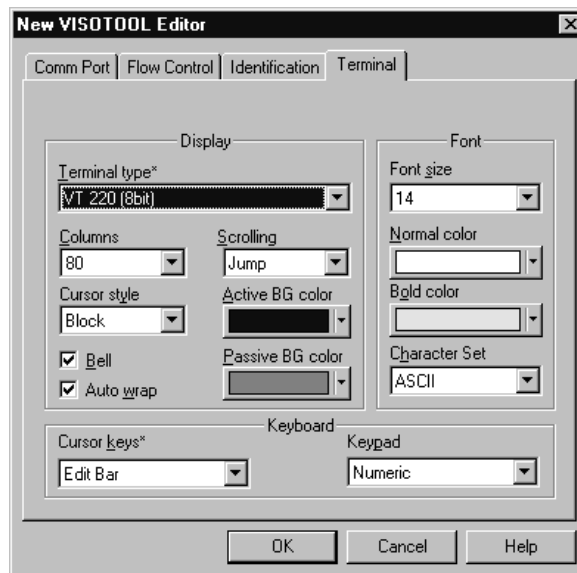 New VISOTOOL Editor
Comm Port Flow Control Identification Terminal
Display
Terminal type*
VT 220 (8bit)
Columns Scrolling
80 Jump
Cursor style Active BG color
Block
Bell Passive BG color
Auto wrap
Font
Font size
14
Normal color
Bold color
Character Set
ASCII
Keyboard
Cursor keys* Keypad
Edit Bar Numeric
OK Cancel Help